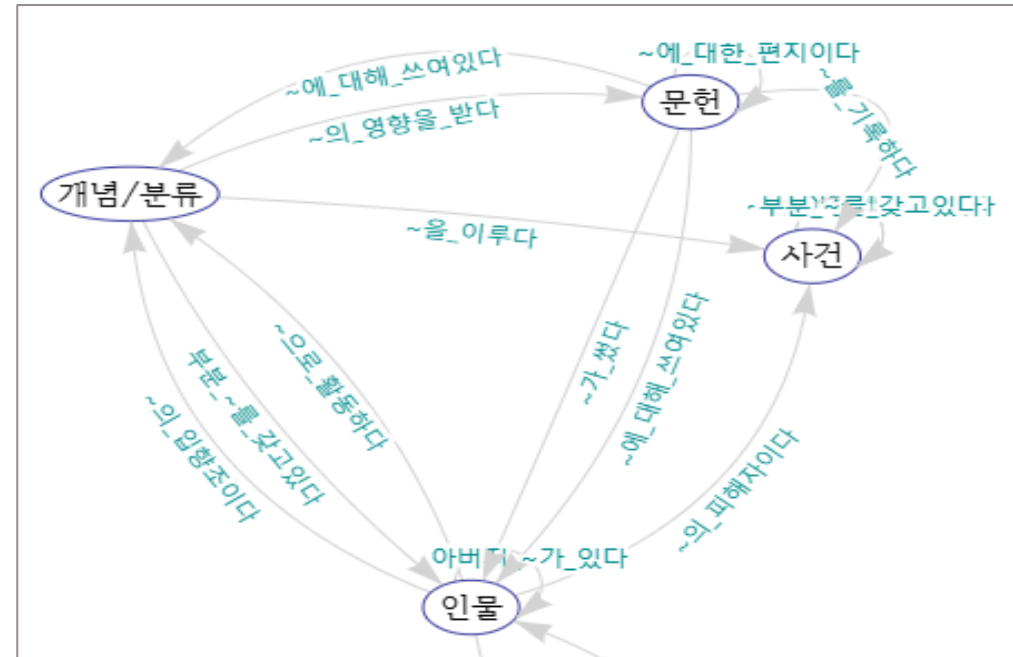 ~에_대한_편지이다
~에_대해_쓰여있다
문헌
~의_영향을_받다
~를_기록하다
개념/분류
갖고있다
~을_이루다
사건
~으로_활동하다
~가_썼다
~에_대해_쓰여있다
부분_~를_갖고있다
~의_입향조이다
~의_피해자이다
~가_있다
인물